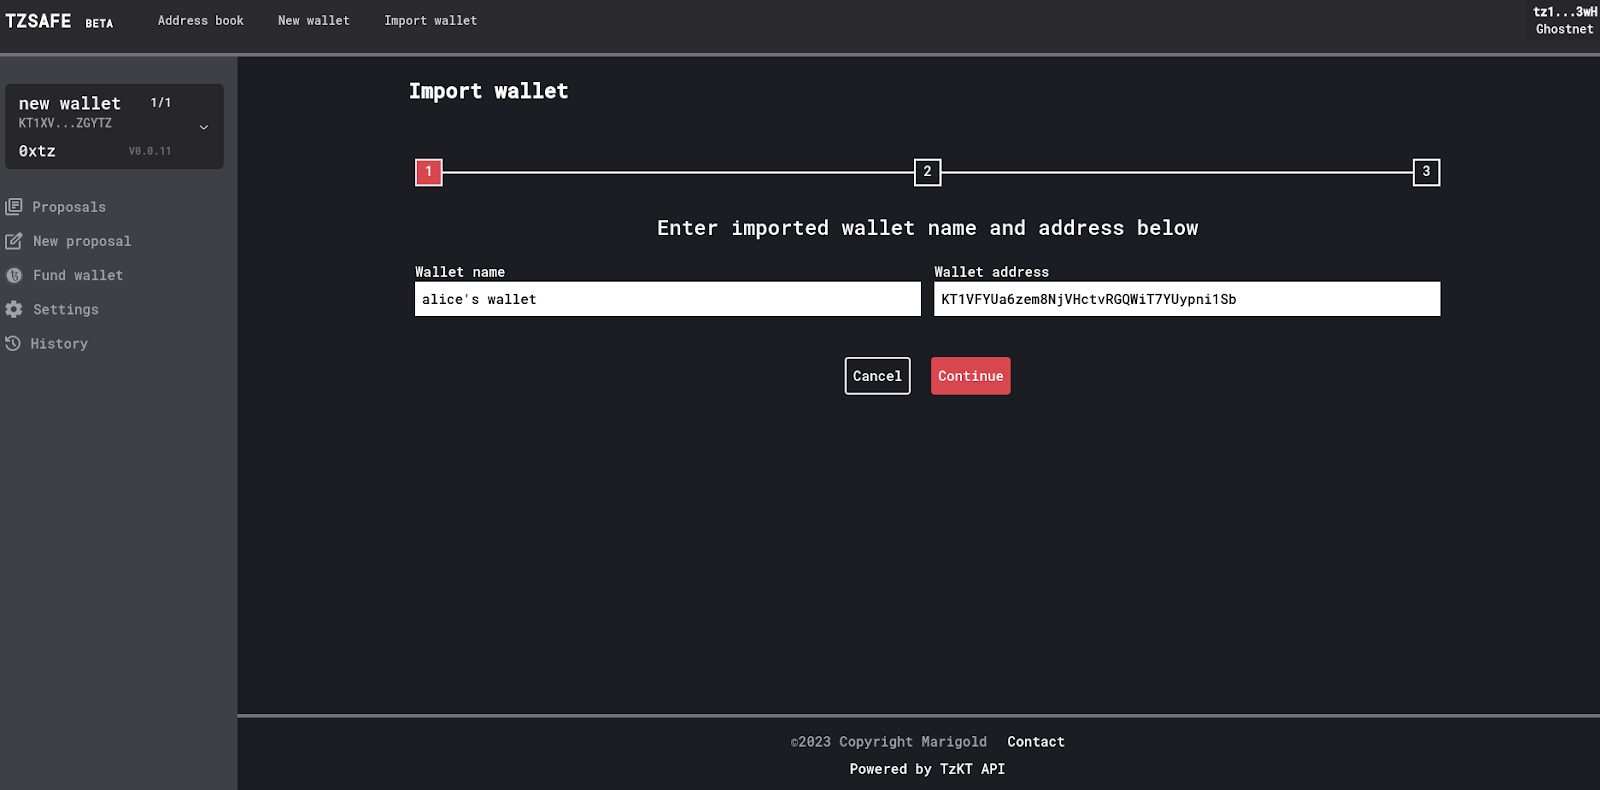 TZSAFE BETA Address book New wallet Import wallet tz1...3wH
Ghostnet
new wallet 1/1
KT1XV...ZGYTZ
0xtz V0.0.11
Proposals
New proposal
Fund wallet
Settings
History
Import wallet
1 2 3
Enter imported wallet name and address below
Wallet name Wallet address
alice's wallet KT1VFYUa6zem8NjVHctvRGQWiT7YUypni1Sb
Cancel Continue
©2023 Copyright Marigold Contact
Powered by TzKT API